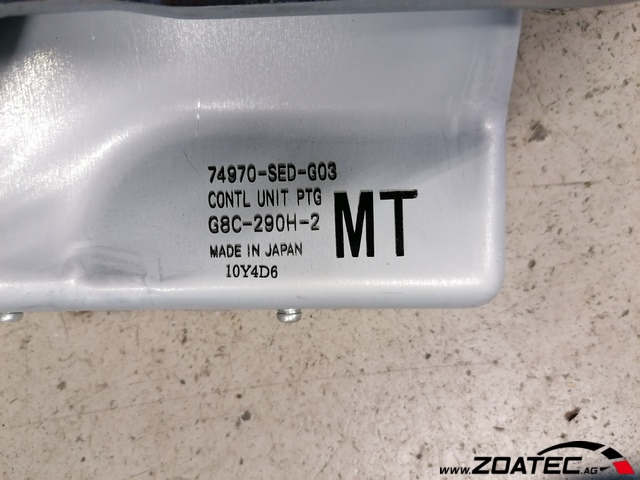 74970-SED-G03
CONTL UNIT PTG
G8C-290H-2
MT
MADE IN JAPAN
10Y4D6
www.ZOATEC.AG